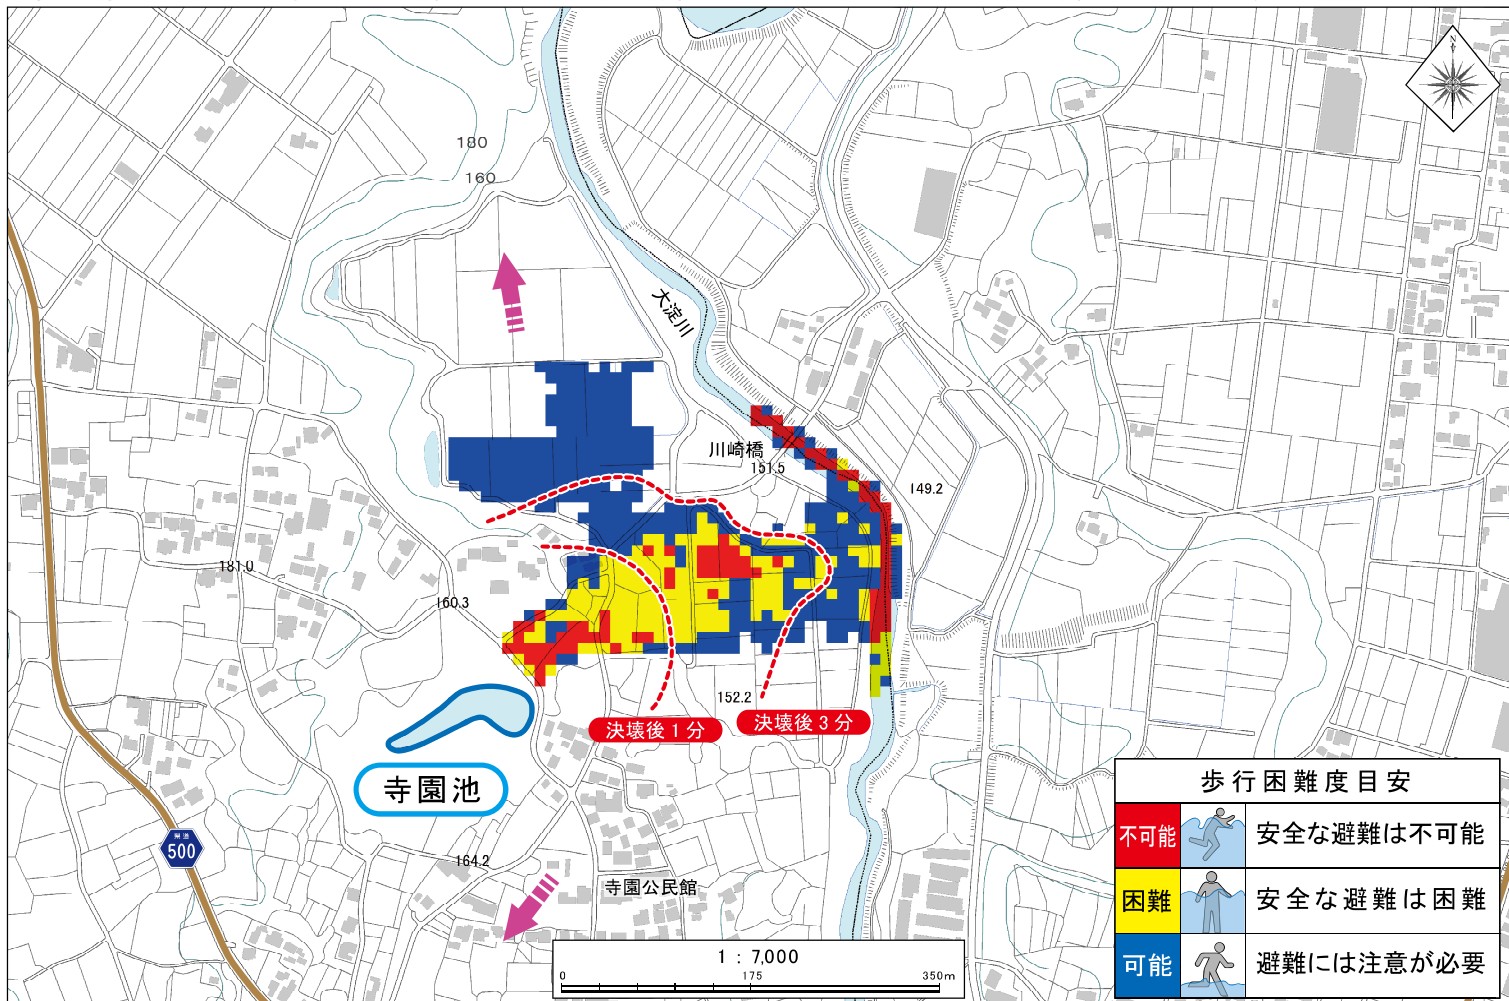 N
180
160
大淀川
川崎橋
151.5
149.2
181.0
160.3
152.2
決壊後1分
決壊後3分
寺園池
県道
500
164.2
寺園公民館
1 : 7,000
0 175 350m
歩行困難度目安
不可能 安全な避難は不可能
困難 安全な避難は困難
可能 避難には注意が必要